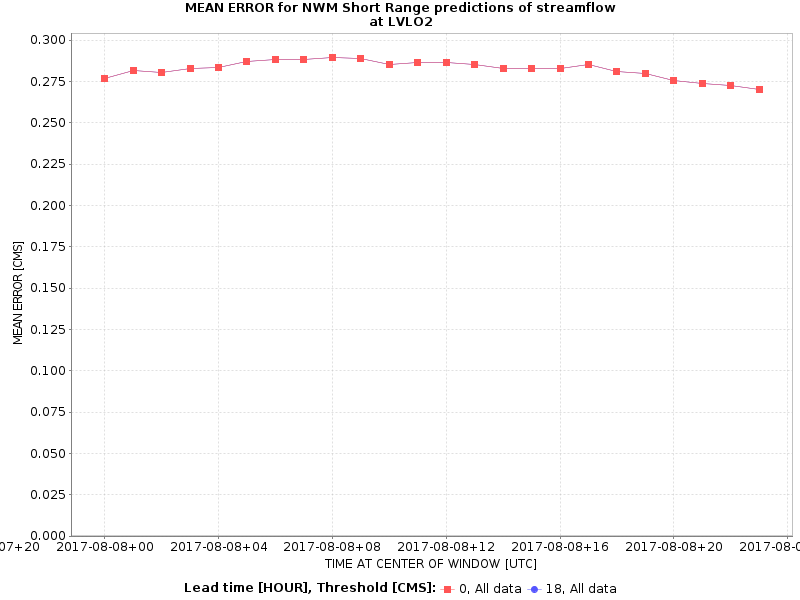 MEAN ERROR for NWM Short Range predictions of streamflow
at LVLO2
0.300
0.275
0.250
0.225
0.200
0.175
0.150
0.125
0.100
0.075
0.050
0.025
0.000
MEAN ERROR [CMS]
07+20 2017-08-08+00 2017-08-08+04 2017-08-08+08 2017-08-08+12 2017-08-08+16 2017-08-08+20 2017-08-0
TIME AT CENTER OF WINDOW [UTC]
Lead time [HOUR], Threshold [CMS]: 0, All data 18, All data